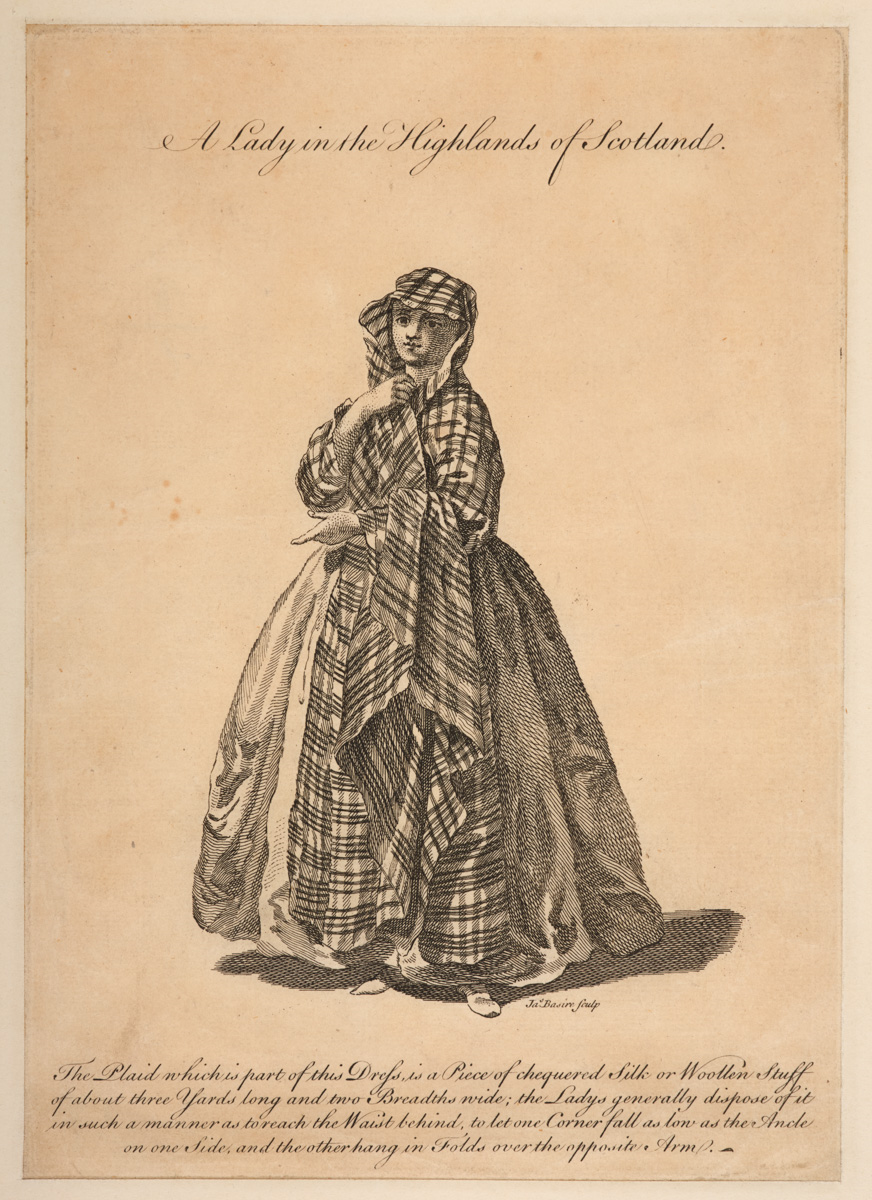 A Lady in the Highlands of Scotland.
Jas. Basire sculp
The Plaid which is part of this Dreſs, is a Piece of chequered Silk or Woollen Stuff
of about three Yards long and two Breadths wide; the Ladys generally dispose of it
in such a manner as to reach the Waist behind, to let one Corner fall as low as the Ancle
on one Side, and the other hang in Folds over the opposite Arm.